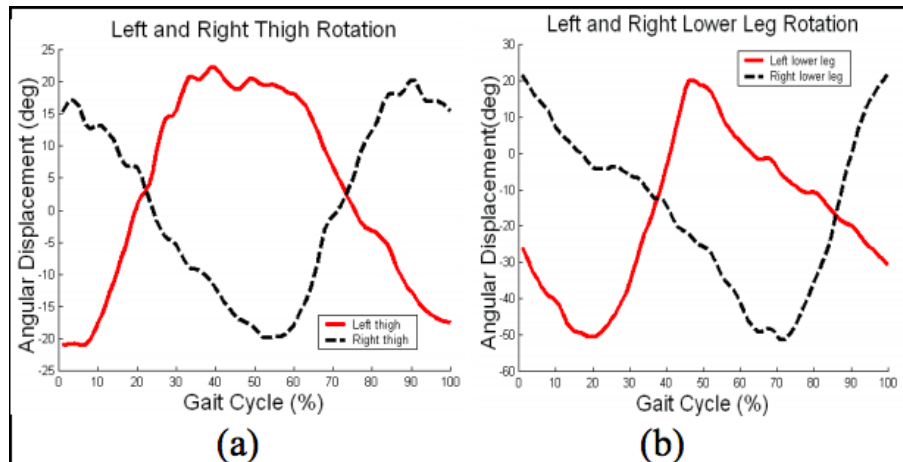 Left and Right Thigh Rotation
Angular Displacement (deg)
25
20
15
10
5
0
-5
-10
-15
-20
-25
0 10 20 30 40 50 60 70 80 90 100
Gait Cycle (%)
Left thigh
Right thigh
(a)
Left and Right Lower Leg Rotation
Angular Displacement(deg)
30
20
10
0
-10
-20
-30
-40
-50
-60
0 10 20 30 40 50 60 70 80 90 100
Gait Cycle (%)
Left lower leg
Right lower leg
(b)